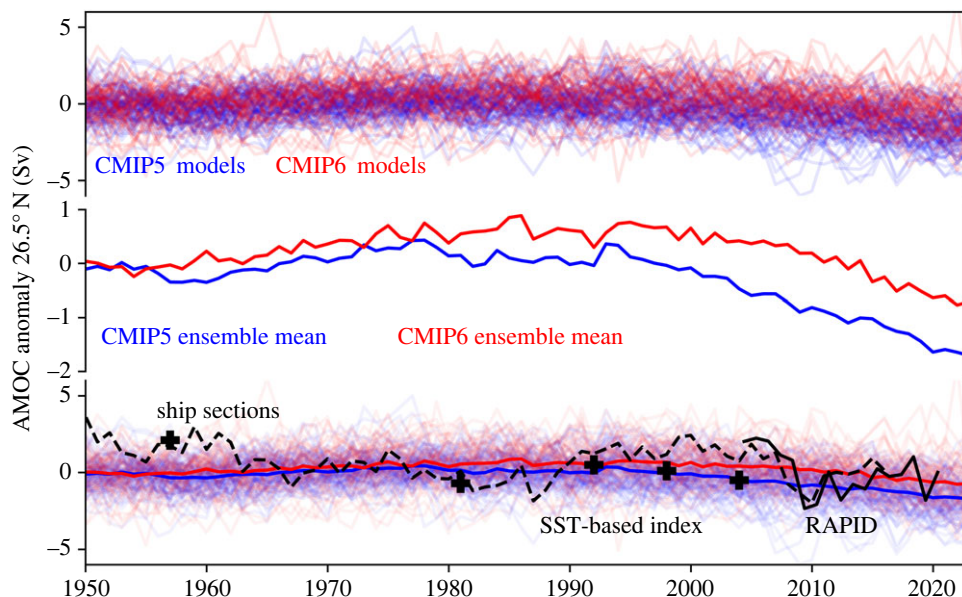 5
0
−5
CMIP5 models CMIP6 models
1
0
−1
−2
CMIP5 ensemble mean CMIP6 ensemble mean
AMOC anomaly 26.5° N (Sv)
5
0
−5
ship sections
SST-based index RAPID
1950 1960 1970 1980 1990 2000 2010 2020